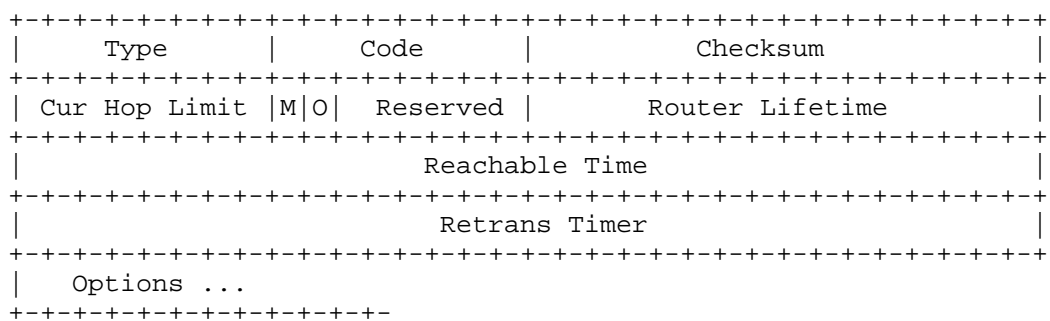 +-+-+-+-+-+-+-+-+-+-+-+-+-+-+-+-+-+-+-+-+-+-+-+-+-+-+-+-+-+-+-+-+
|     Type      |     Code      |          Checksum             |
+-+-+-+-+-+-+-+-+-+-+-+-+-+-+-+-+-+-+-+-+-+-+-+-+-+-+-+-+-+-+-+-+
| Cur Hop Limit |M|O|  Reserved |       Router Lifetime         |
+-+-+-+-+-+-+-+-+-+-+-+-+-+-+-+-+-+-+-+-+-+-+-+-+-+-+-+-+-+-+-+-+
|                         Reachable Time                        |
+-+-+-+-+-+-+-+-+-+-+-+-+-+-+-+-+-+-+-+-+-+-+-+-+-+-+-+-+-+-+-+-+
|                          Retrans Timer                        |
+-+-+-+-+-+-+-+-+-+-+-+-+-+-+-+-+-+-+-+-+-+-+-+-+-+-+-+-+-+-+-+-+
|   Options ...
+-+-+-+-+-+-+-+-+-+-+-+-